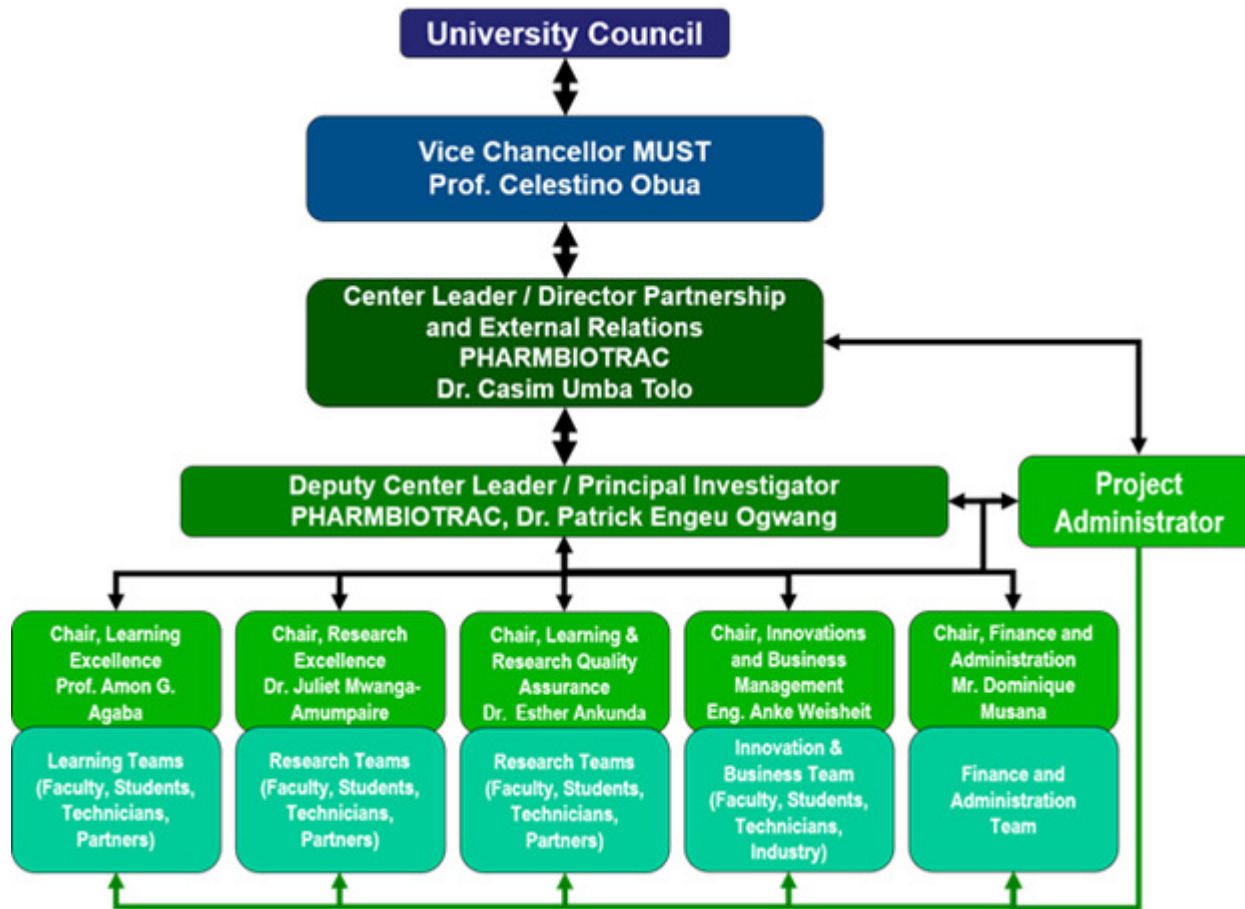 University Council
Vice Chancellor MUST
Prof. Celestino Obua
Center Leader / Director Partnership
and External Relations
PHARMBIOTRAC
Dr. Casim Umba Tolo
Deputy Center Leader / Principal Investigator
PHARMBIOTRAC, Dr. Patrick Engeu Ogwang
Project
Administrator
Chair, Learning
Excellence
Prof. Amon G.
Agaba
Chair, Research
Excellence
Dr. Juliet Mwanga-
Amumpaire
Chair, Learning &
Research Quality
Assurance
Dr. Esther Ankunda
Chair, Innovations
and Business
Management
Eng. Anke Weisheit
Chair, Finance and
Administration
Mr. Dominique
Musana
Learning Teams
(Faculty, Students,
Technicians,
Partners)
Research Teams
(Faculty, Students,
Technicians,
Partners)
Research Teams
(Faculty, Students,
Technicians,
Partners)
Innovation &
Business Team
(Faculty, Students,
Technicians,
Industry)
Finance and
Administration
Team